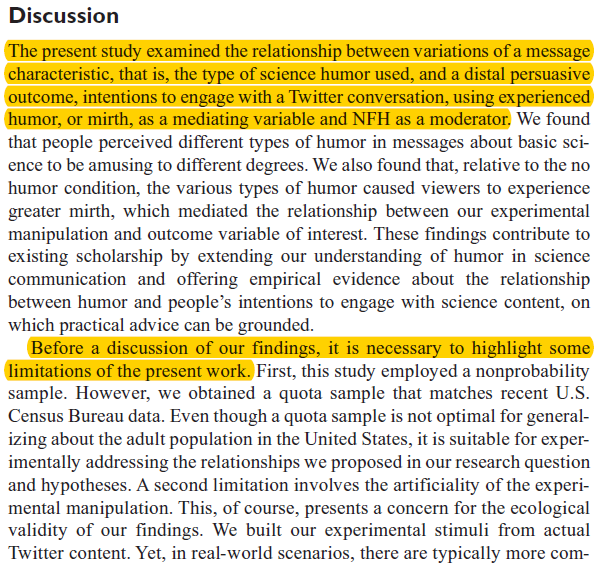 Discussion
The present study examined the relationship between variations of a message
characteristic, that is, the type of science humor used, and a distal persuasive
outcome, intentions to engage with a Twitter conversation, using experienced
humor, or mirth, as a mediating variable and NFH as a moderator. We found
that people perceived different types of humor in messages about basic sci-
ence to be amusing to different degrees. We also found that, relative to the no
humor condition, the various types of humor caused viewers to experience
greater mirth, which mediated the relationship between our experimental
manipulation and outcome variable of interest. These findings contribute to
existing scholarship by extending our understanding of humor in science
communication and offering empirical evidence about the relationship
between humor and people's intentions to engage with science content, on
which practical advice can be grounded.
Before a discussion of our findings, it is necessary to highlight some
limitations of the present work. First, this study employed a nonprobability
sample. However, we obtained a quota sample that matches recent U.S.
Census Bureau data. Even though a quota sample is not optimal for general-
izing about the adult population in the United States, it is suitable for exper-
imentally addressing the relationships we proposed in our research question
and hypotheses. A second limitation involves the artificiality of the experi-
mental manipulation. This, of course, presents a concern for the ecological
validity of our findings. We built our experimental stimuli from actual
Twitter content. Yet, in real-world scenarios, there are typically more com-